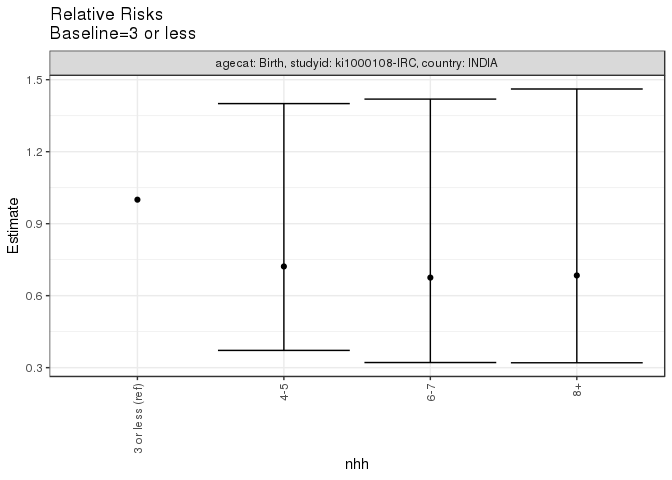 Relative Risks
Baseline=3 or less
agecat: Birth, studyid: ki1000108-IRC, country: INDIA
1.5
1.2
0.9
0.6
0.3
Estimate
3 or less (ref)
4-5
6-7
8+
nhh